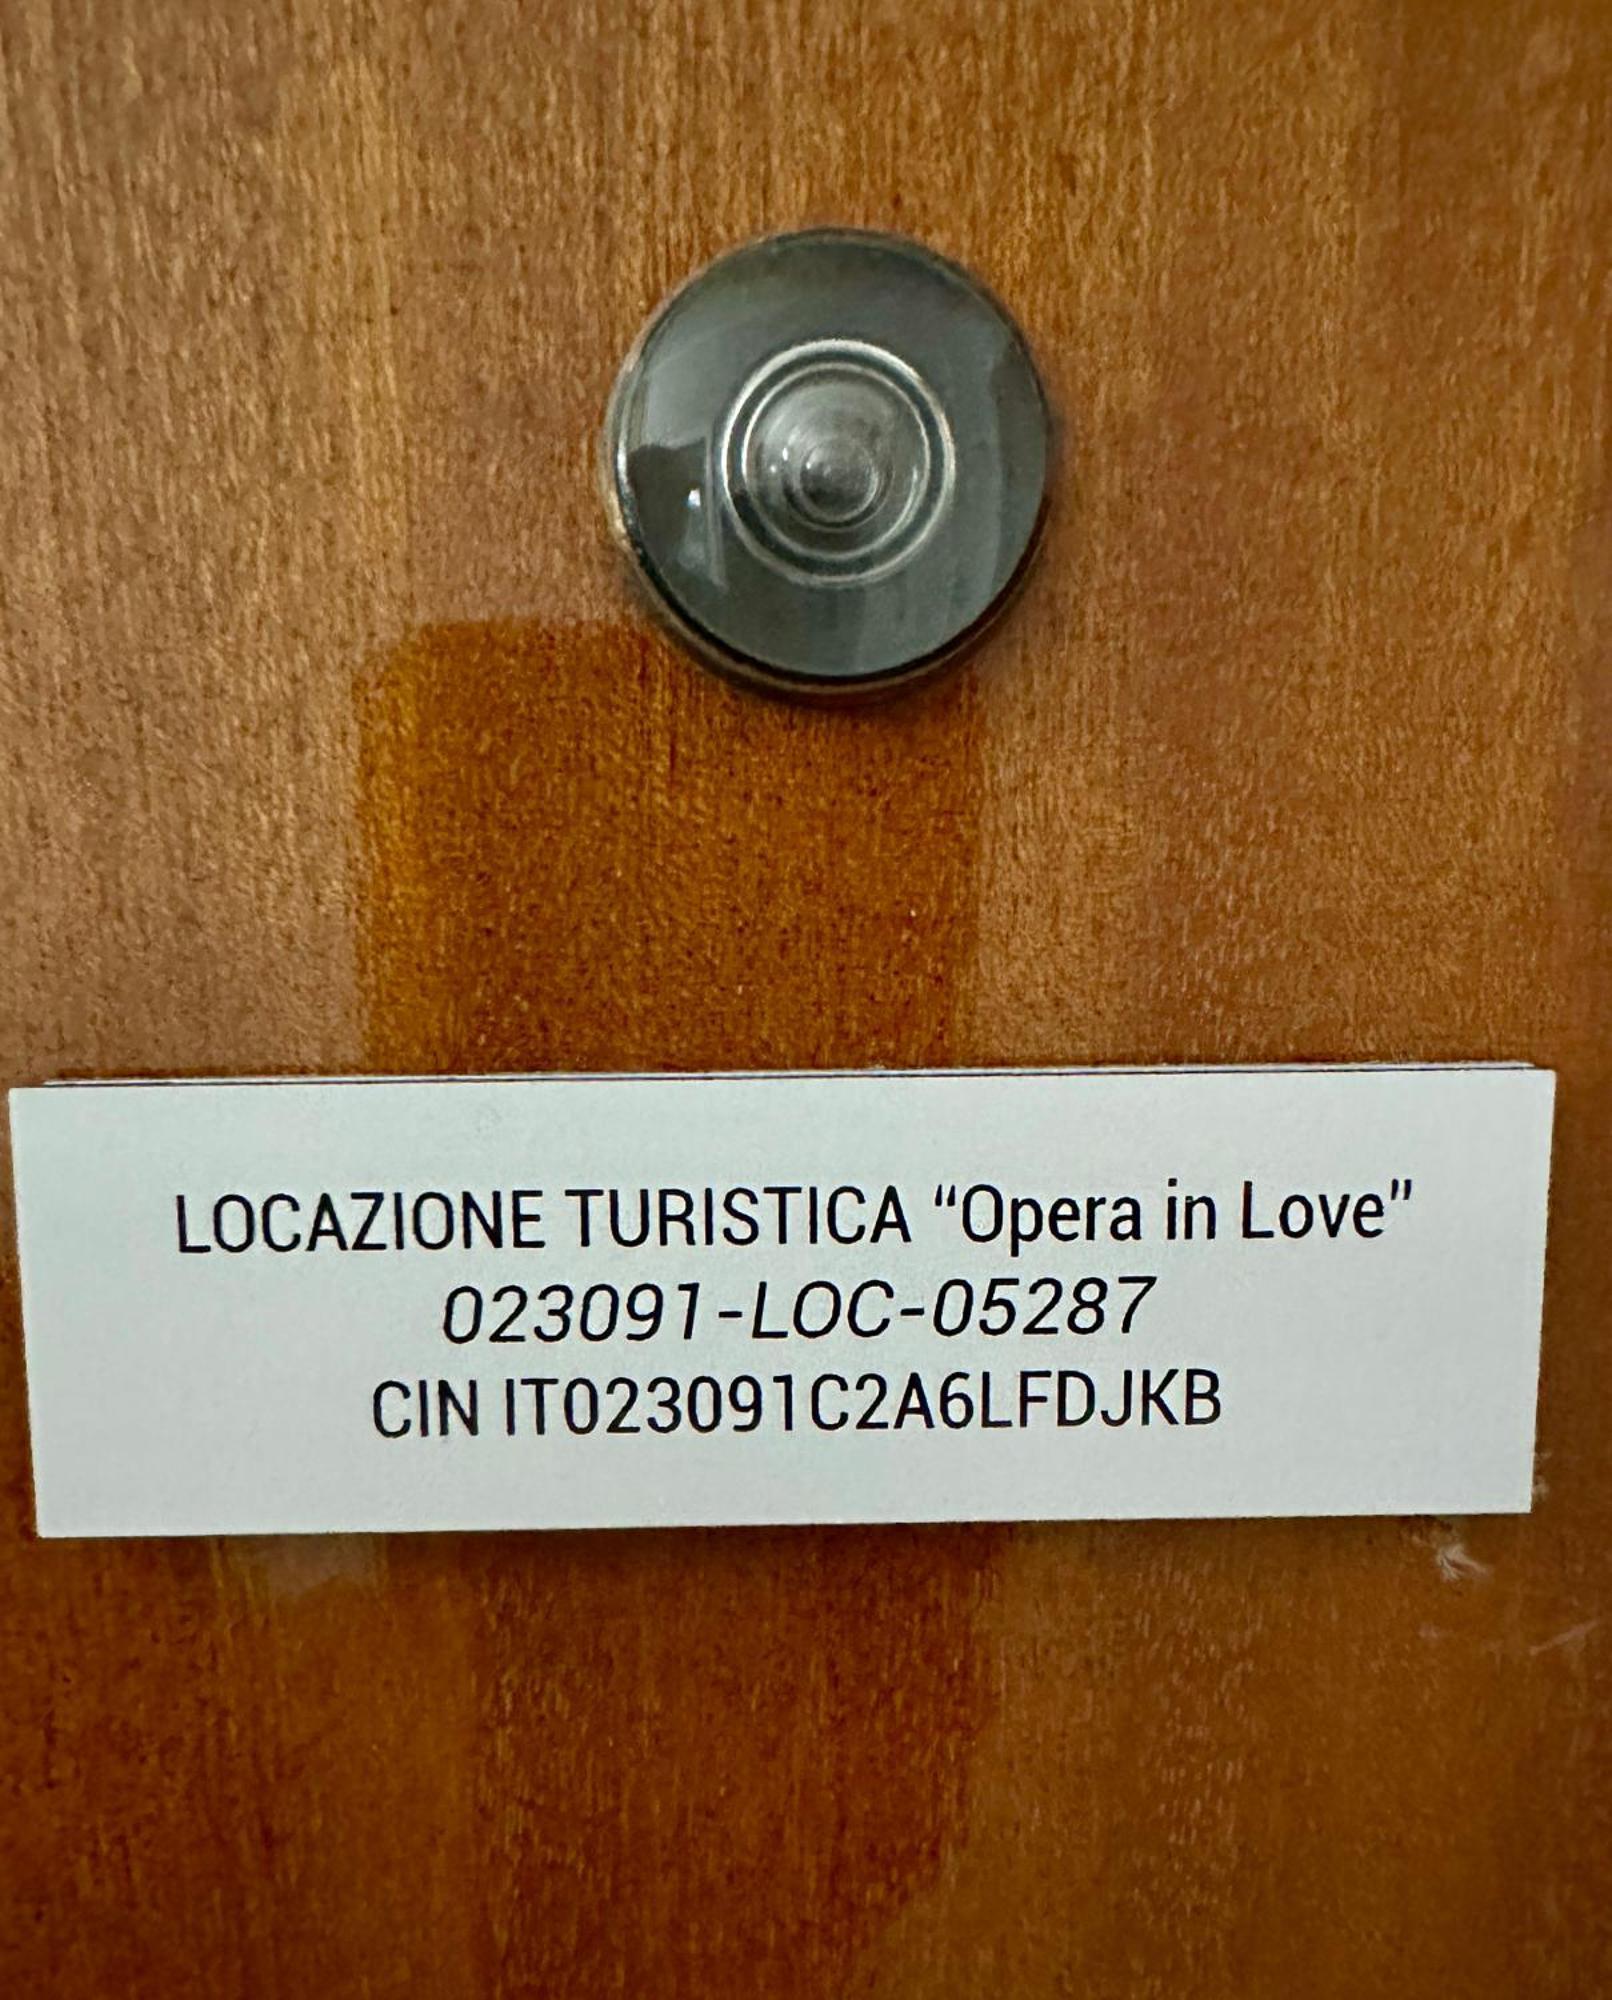 LOCAZIONE TURISTICA “Opera in Love”
023091-LOC-05287
CIN IT023091C2A6LFDJKB